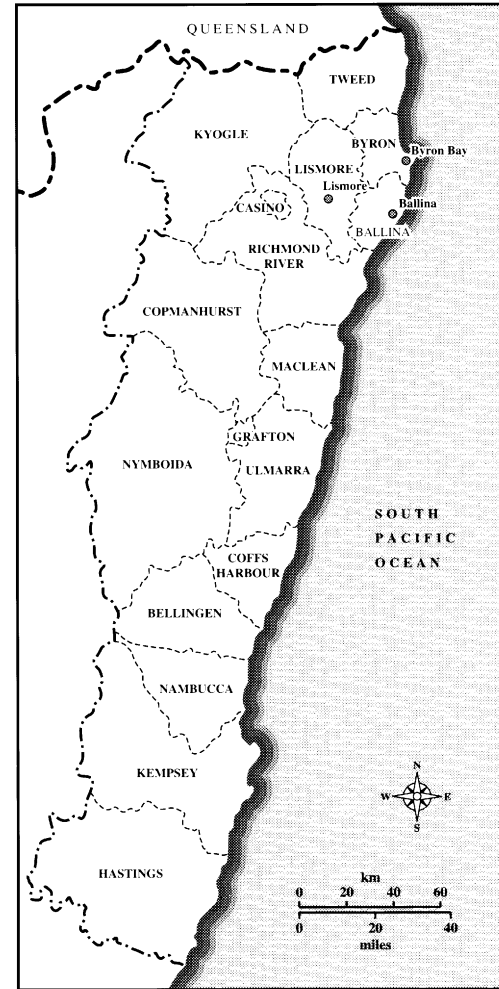 QUEENSLAND
TWEED
KYOGLE
BYRON
Byron Bay
LISMORE
Lismore
CASINO
Ballina
BALLINA
RICHMOND
RIVER
COPMANHURST
MACLEAN
GRAFTON
NYMBOIDA
ULMARRA
SOUTH
PACIFIC
OCEAN
COFFS
HARBOUR
BELLINGEN
NAMBUCCA
KEMPSEY
N
W
E
S
HASTINGS
km
0 20 40 60
0 20 40
miles